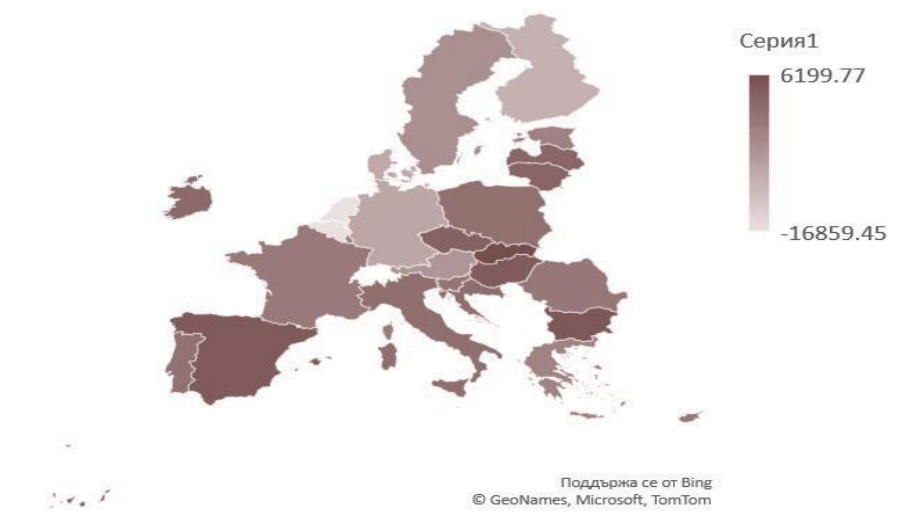 Серия1
6199.77
-16859.45
Поддържа се от Bing
© GeoNames, Microsoft, TomTom